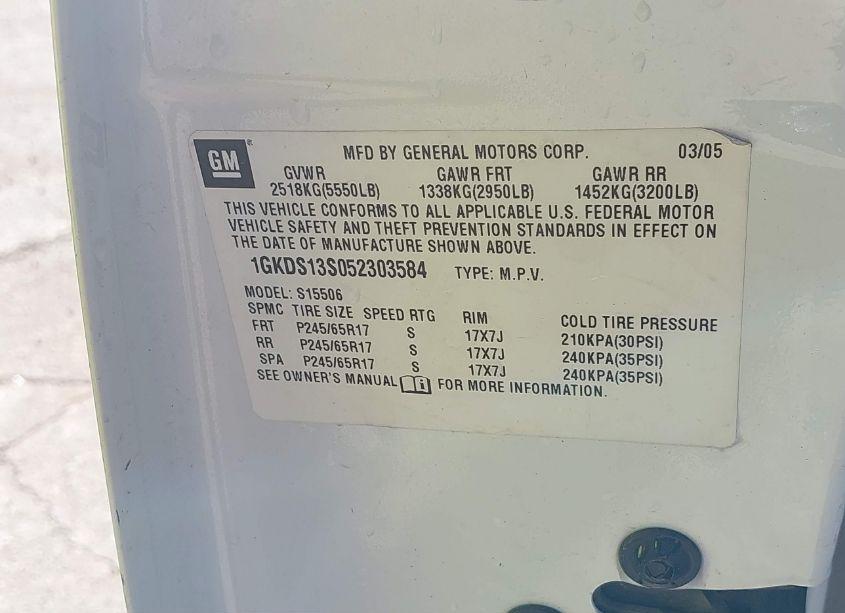 GM ® MFD BY GENERAL MOTORS CORP. 03/05
GVWR GAWR FRT GAWR RR
2518KG(5550LB) 1338KG(2950LB) 1452KG(3200LB)
THIS VEHICLE CONFORMS TO ALL APPLICABLE U.S. FEDERAL MOTOR
VEHICLE SAFETY AND THEFT PREVENTION STANDARDS IN EFFECT ON
THE DATE OF MANUFACTURE SHOWN ABOVE.
1GKDS13S052303584 TYPE: M.P.V.
MODEL: S15506
SPMC TIRE SIZE SPEED RTG RIM COLD TIRE PRESSURE
FRT P245/65R17 S 17X7J 210KPA(30PSI)
RR P245/65R17 S 17X7J 240KPA(35PSI)
SPA P245/65R17 S 17X7J 240KPA(35PSI)
SEE OWNER'S MANUAL FOR MORE INFORMATION.